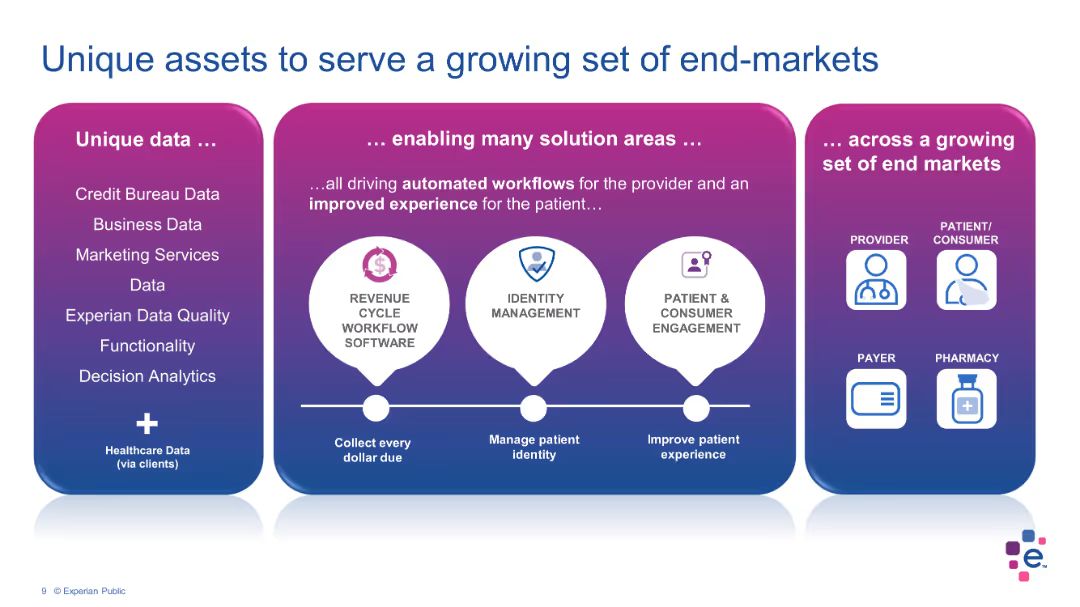 Unique assets to serve a growing set of end-markets
Unique data …
Credit Bureau Data
Business Data
Marketing Services
Data
Experian Data Quality
Functionality
Decision Analytics
+
Healthcare Data
(via clients)
… enabling many solution areas …
…all driving automated workflows for the provider and an
improved experience for the patient…
$
REVENUE
CYCLE
WORKFLOW
SOFTWARE
Collect every
dollar due
IDENTITY
MANAGEMENT
Manage patient
identity
PATIENT &
CONSUMER
ENGAGEMENT
Improve patient
experience
… across a growing
set of end markets
PROVIDER
PATIENT/
CONSUMER
PAYER
PHARMACY
e™
9 © Experian Public